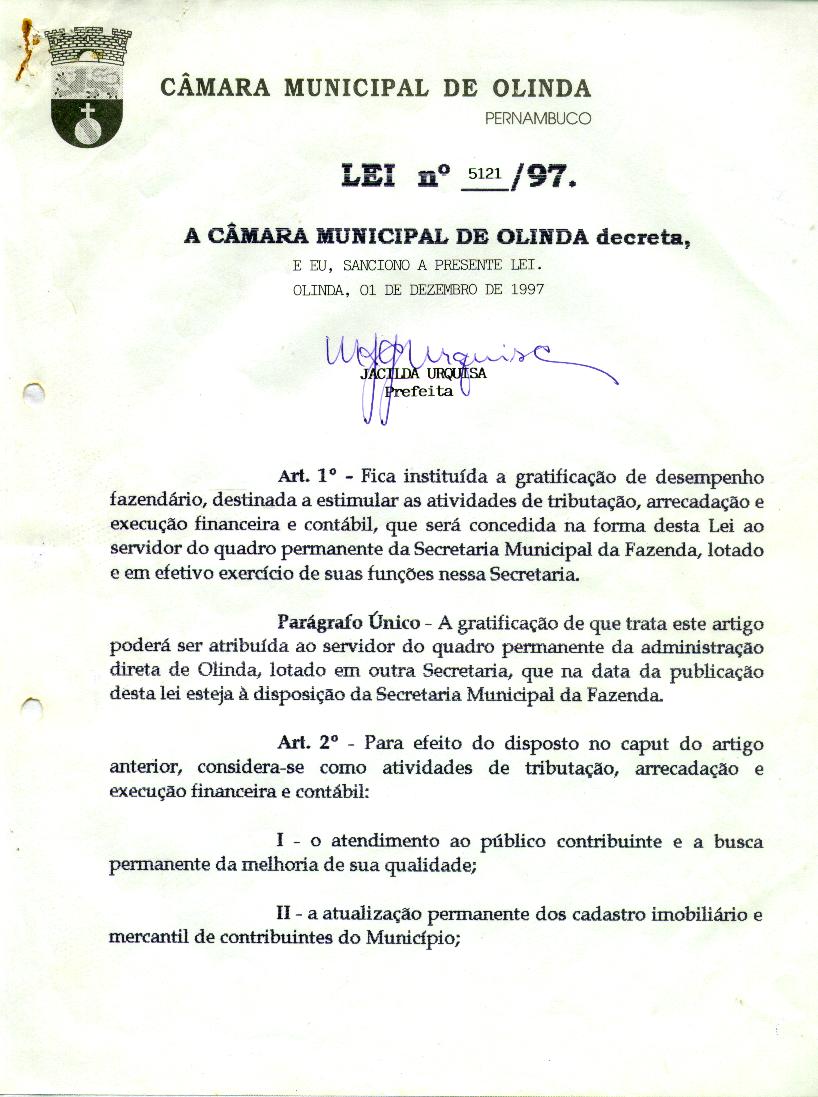 CÂMARA MUNICIPAL DE OLINDA
PERNAMBUCO
LEI nº 5121/97.
A CÂMARA MUNICIPAL DE OLINDA decreta,
E EU, SANCIONO A PRESENTE LEI.
OLINDA, 01 DE DEZEMBRO DE 1997
JACILDA URQUISA
Prefeita
Art. 1º - Fica instituída a gratificação de desempenho
fazendário, destinada a estimular as atividades de tributação, arrecadação e
execução financeira e contábil, que será concedida na forma desta Lei ao
servidor do quadro permanente da Secretaria Municipal da Fazenda, lotado
e em efetivo exercício de suas funções nessa Secretaria.
Parágrafo Único - A gratificação de que trata este artigo
poderá ser atribuída ao servidor do quadro permanente da administração
direta de Olinda, lotado em outra Secretaria, que na data da publicação
desta lei esteja à disposição da Secretaria Municipal da Fazenda.
Art. 2º - Para efeito do disposto no caput do artigo
anterior, considera-se como atividades de tributação, arrecadação e
execução financeira e contábil:
I - o atendimento ao público contribuinte e a busca
permanente da melhoria de sua qualidade;
II - a atualização permanente dos cadastro imobiliário e
mercantil de contribuintes do Município;